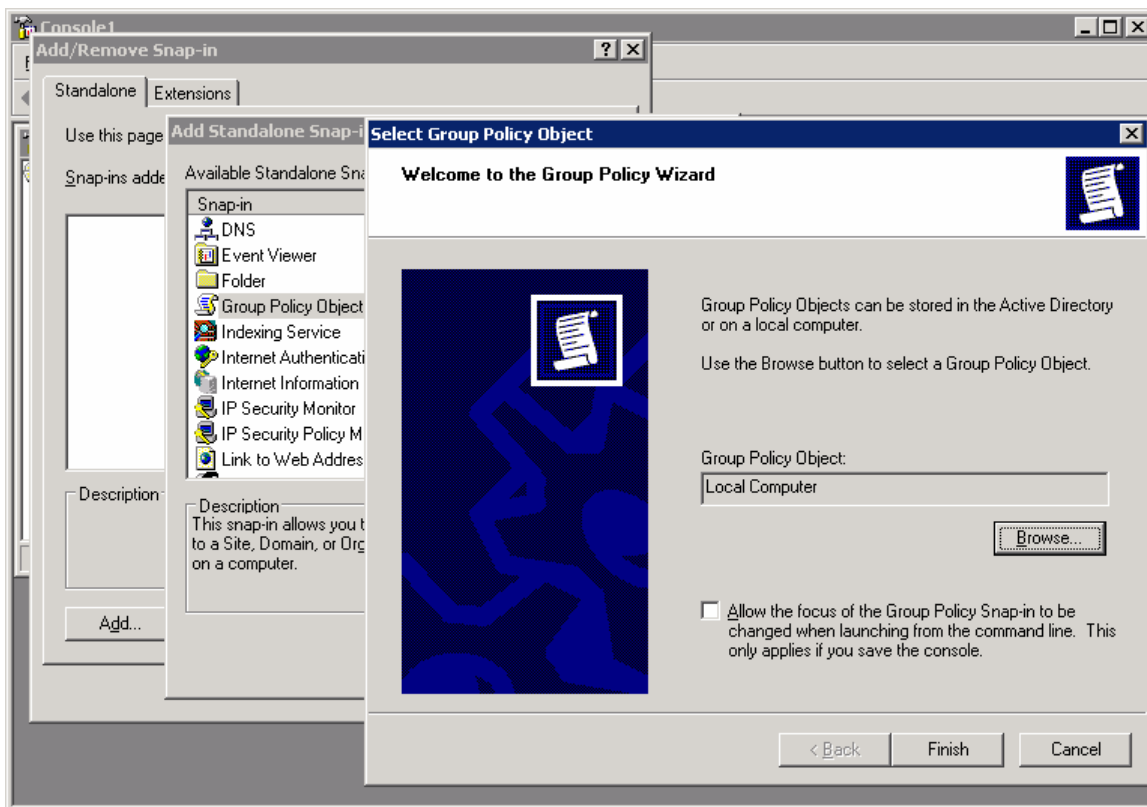 Console1
Add/Remove Snap-in
Standalone
Extensions
Use this page
Snap-ins adde
Description
Add...
Add Standalone Snap-i
Available Standalone Sna
Snap-in
DNS
Event Viewer
Folder
Group Policy Object
Indexing Service
Internet Authenticati
Internet Information
IP Security Monitor
IP Security Policy M
Link to Web Addres
Description
This snap-in allows you t
to a Site, Domain, or Org
on a computer.
Select Group Policy Object
Welcome to the Group Policy Wizard
Group Policy Objects can be stored in the Active Directory
or on a local computer.
Use the Browse button to select a Group Policy Object.
Group Policy Object:
Local Computer
Browse...
Allow the focus of the Group Policy Snap-in to be
changed when launching from the command line. This
only applies if you save the console.
< Back
Finish
Cancel